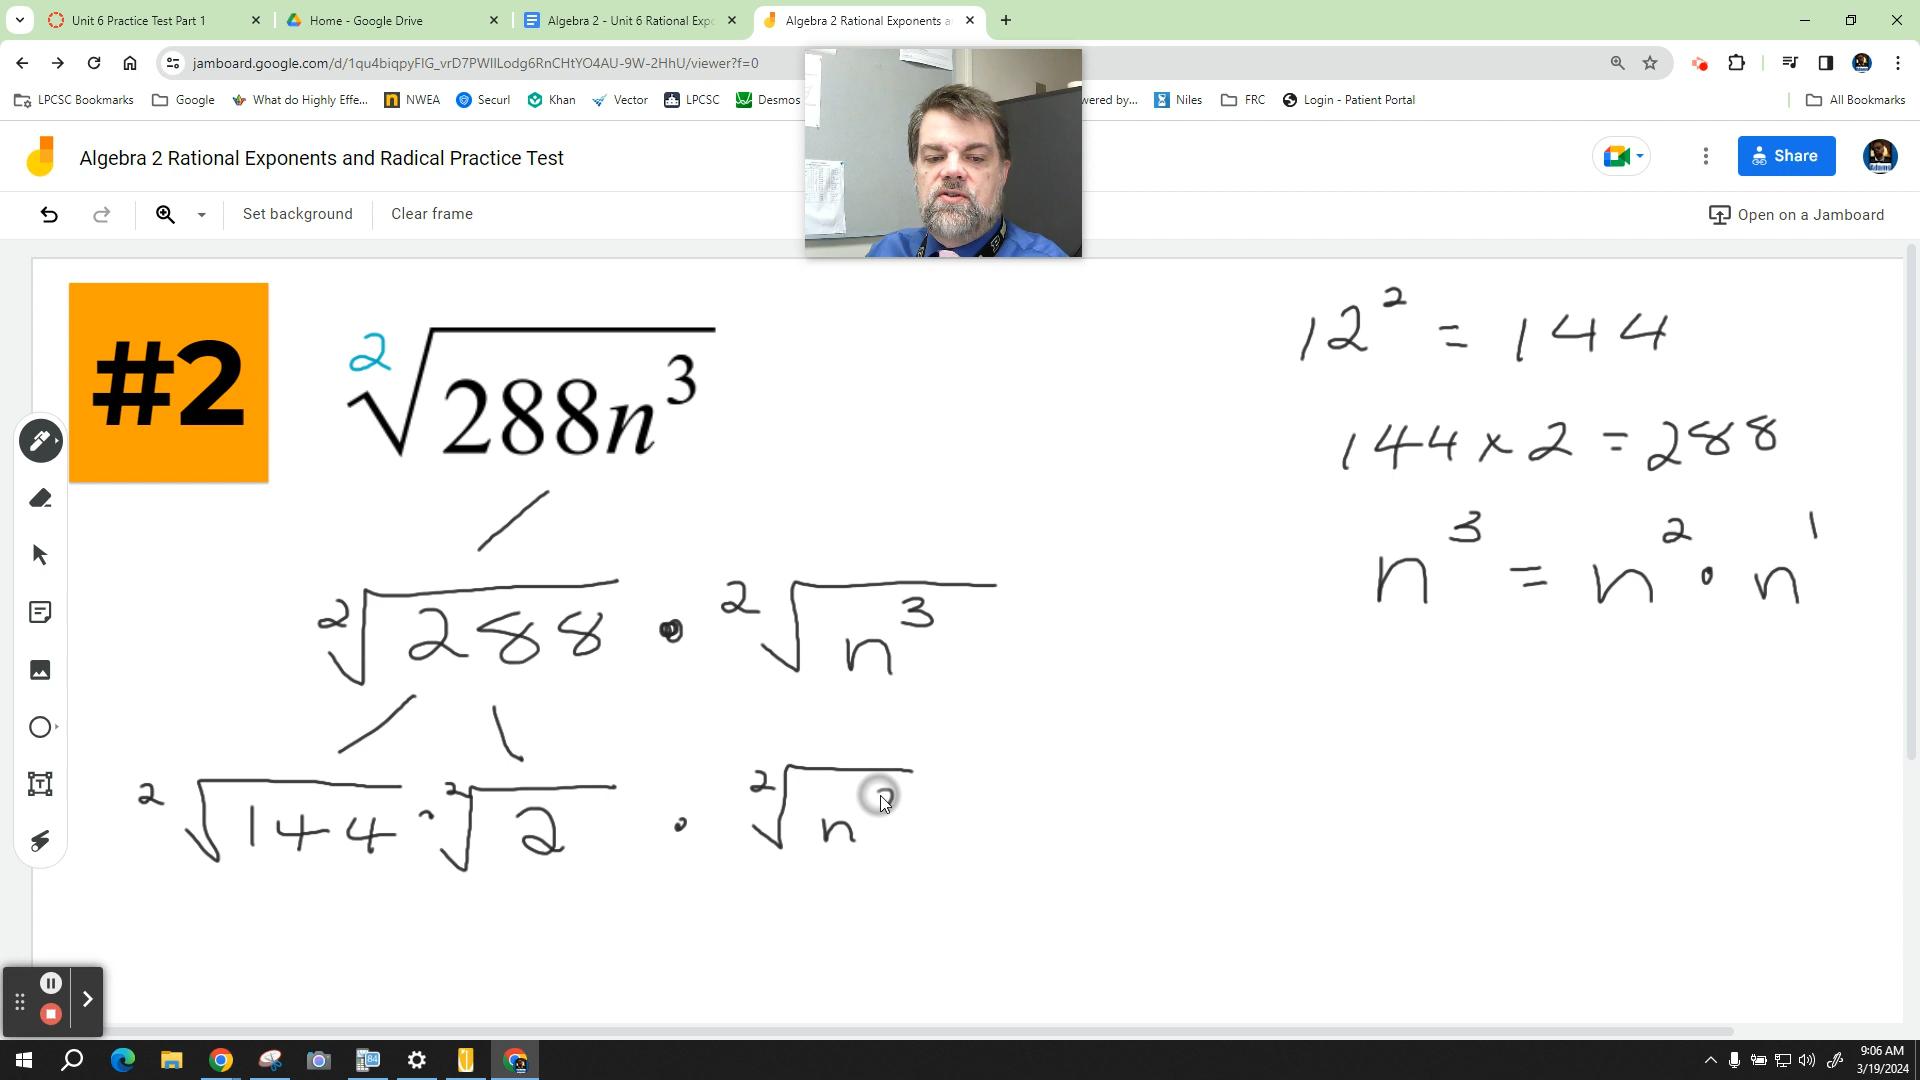 Unit 6 Practice Test Part 1
Home - Google Drive
Algebra 2 - Unit 6 Rational Expo
Algebra 2 Rational Exponents a
jamboard.google.com/d/1qu4biqpyFIG_vrD7PWIlLodg6RnCHtYO4AU-9W-2HhU/viewer?f=0
LPCSC Bookmarks
Google
What do Highly Effe...
NWEA
Securl
Khan
Vector
LPCSC
Desmos
wered by...
Niles
FRC
Login - Patient Portal
All Bookmarks
Algebra 2 Rational Exponents and Radical Practice Test
Share
Set background
Clear frame
Open on a Jamboard
#2
²√288n³
12² = 144
144 × 2 = 288
n³ = n² • n¹
²√288 • ²√n³
²√144 • ²√2 • ²√n
84
9:06 AM
3/19/2024